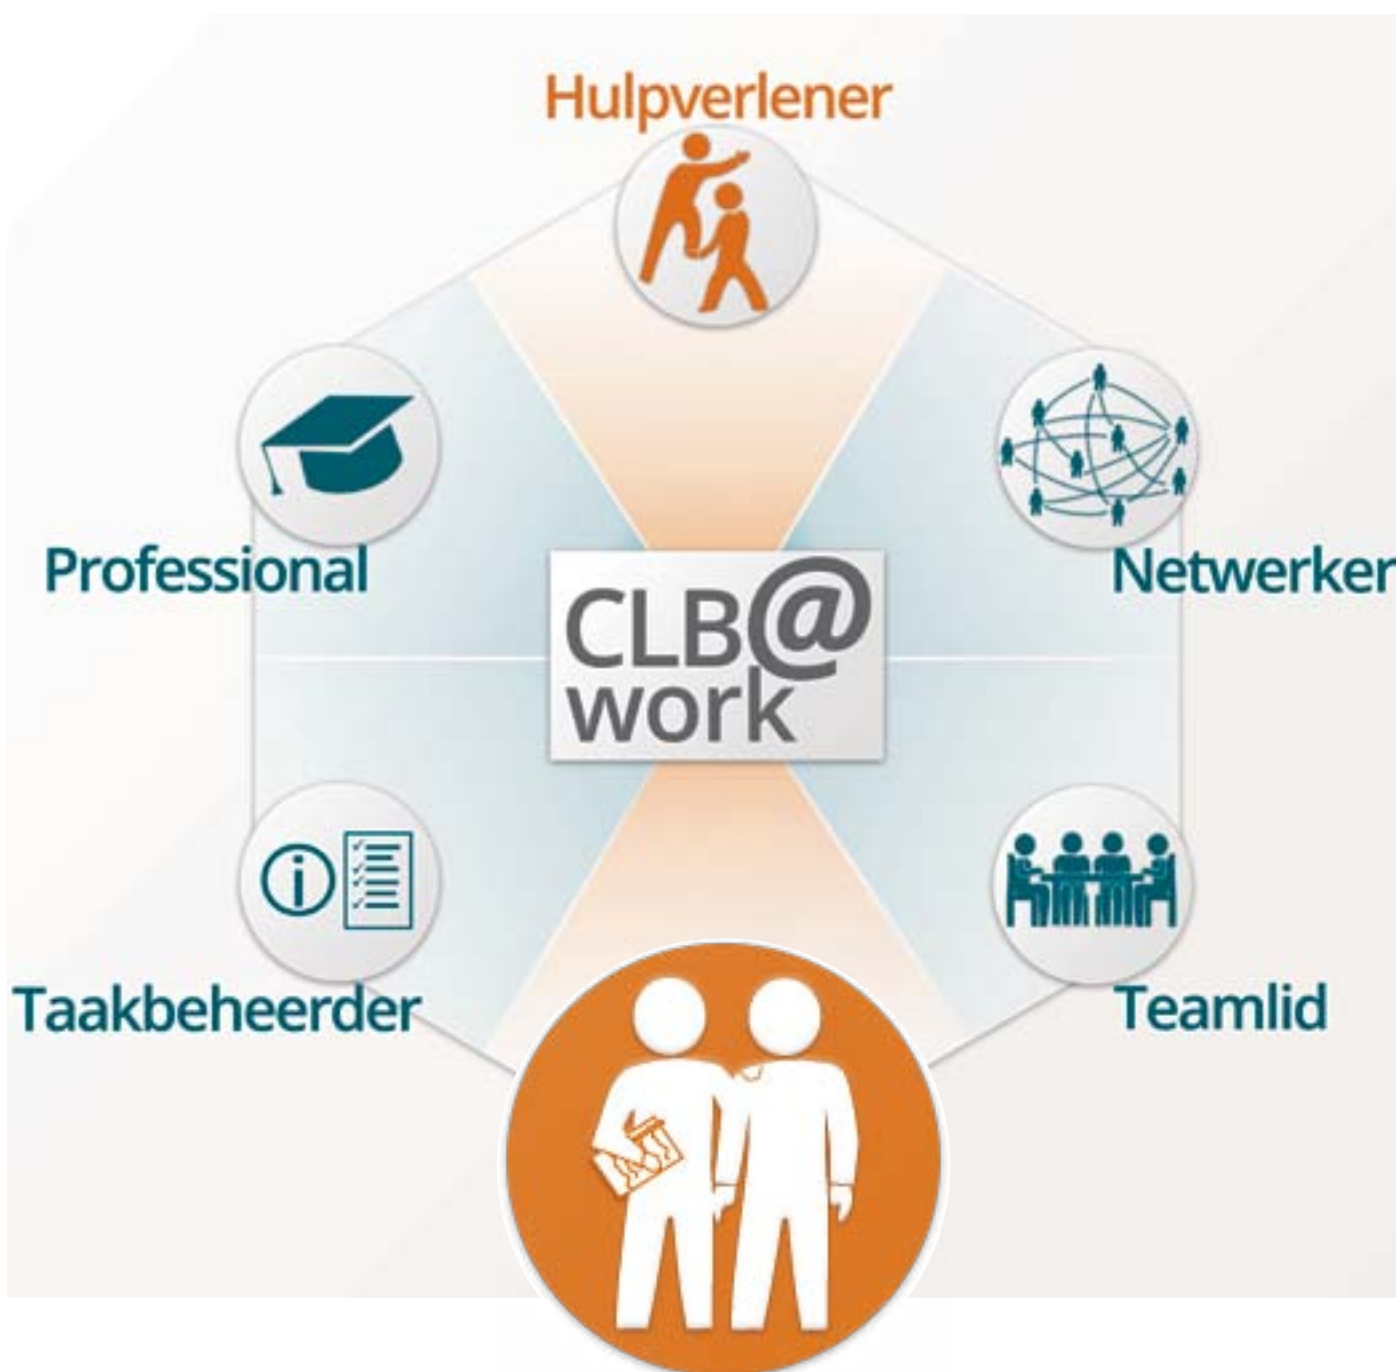 Hulpverlener
Professional
Netwerker
CLB@
work
Taakbeheerder
Teamlid